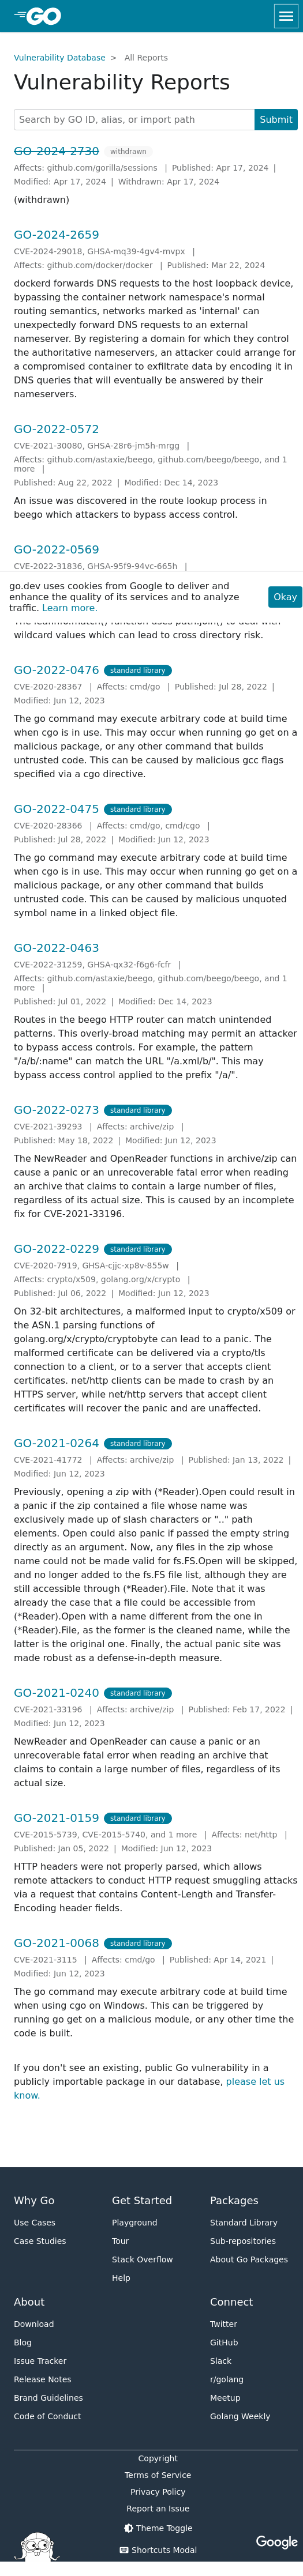 GO
Vulnerability Database > All Reports
Vulnerability Reports
Search by GO ID, alias, or import path
Submit
GO-2024-2730 withdrawn
Affects: github.com/gorilla/sessions | Published: Apr 17, 2024 |
Modified: Apr 17, 2024 | Withdrawn: Apr 17, 2024
(withdrawn)
GO-2024-2659
CVE-2024-29018, GHSA-mq39-4gv4-mvpx |
Affects: github.com/docker/docker | Published: Mar 22, 2024
dockerd forwards DNS requests to the host loopback device,
bypassing the container network namespace's normal
routing semantics, networks marked as 'internal' can
unexpectedly forward DNS requests to an external
nameserver. By registering a domain for which they control
the authoritative nameservers, an attacker could arrange for
a compromised container to exfiltrate data by encoding it in
DNS queries that will eventually be answered by their
nameservers.
GO-2022-0572
CVE-2021-30080, GHSA-28r6-jm5h-mrgg |
Affects: github.com/astaxie/beego, github.com/beego/beego, and 1
more |
Published: Aug 22, 2022 | Modified: Dec 14, 2023
An issue was discovered in the route lookup process in
beego which attackers to bypass access control.
GO-2022-0569
CVE-2022-31836, GHSA-95f9-94vc-665h |
go.dev uses cookies from Google to deliver and
enhance the quality of its services and to analyze
traffic. Learn more.
Okay
wildcard values which can lead to cross directory risk.
GO-2022-0476 standard library
CVE-2020-28367 | Affects: cmd/go | Published: Jul 28, 2022 |
Modified: Jun 12, 2023
The go command may execute arbitrary code at build time
when cgo is in use. This may occur when running go get on a
malicious package, or any other command that builds
untrusted code. This can be caused by malicious gcc flags
specified via a cgo directive.
GO-2022-0475 standard library
CVE-2020-28366 | Affects: cmd/go, cmd/cgo |
Published: Jul 28, 2022 | Modified: Jun 12, 2023
The go command may execute arbitrary code at build time
when cgo is in use. This may occur when running go get on a
malicious package, or any other command that builds
untrusted code. This can be caused by malicious unquoted
symbol name in a linked object file.
GO-2022-0463
CVE-2022-31259, GHSA-qx32-f6g6-fcfr |
Affects: github.com/astaxie/beego, github.com/beego/beego, and 1
more |
Published: Jul 01, 2022 | Modified: Dec 14, 2023
Routes in the beego HTTP router can match unintended
patterns. This overly-broad matching may permit an attacker
to bypass access controls. For example, the pattern
"/a/b/:name" can match the URL "/a.xml/b/". This may
bypass access control applied to the prefix "/a/".
GO-2022-0273 standard library
CVE-2021-39293 | Affects: archive/zip |
Published: May 18, 2022 | Modified: Jun 12, 2023
The NewReader and OpenReader functions in archive/zip can
cause a panic or an unrecoverable fatal error when reading
an archive that claims to contain a large number of files,
regardless of its actual size. This is caused by an incomplete
fix for CVE-2021-33196.
GO-2022-0229 standard library
CVE-2020-7919, GHSA-cjjc-xp8v-855w |
Affects: crypto/x509, golang.org/x/crypto |
Published: Jul 06, 2022 | Modified: Jun 12, 2023
On 32-bit architectures, a malformed input to crypto/x509 or
the ASN.1 parsing functions of
golang.org/x/crypto/cryptobyte can lead to a panic. The
malformed certificate can be delivered via a crypto/tls
connection to a client, or to a server that accepts client
certificates. net/http clients can be made to crash by an
HTTPS server, while net/http servers that accept client
certificates will recover the panic and are unaffected.
GO-2021-0264 standard library
CVE-2021-41772 | Affects: archive/zip | Published: Jan 13, 2022 |
Modified: Jun 12, 2023
Previously, opening a zip with (*Reader).Open could result in
a panic if the zip contained a file whose name was
exclusively made up of slash characters or ".." path
elements. Open could also panic if passed the empty string
directly as an argument. Now, any files in the zip whose
name could not be made valid for fs.FS.Open will be skipped,
and no longer added to the fs.FS file list, although they are
still accessible through (*Reader).File. Note that it was
already the case that a file could be accessible from
(*Reader).Open with a name different from the one in
(*Reader).File, as the former is the cleaned name, while the
latter is the original one. Finally, the actual panic site was
made robust as a defense-in-depth measure.
GO-2021-0240 standard library
CVE-2021-33196 | Affects: archive/zip | Published: Feb 17, 2022 |
Modified: Jun 12, 2023
NewReader and OpenReader can cause a panic or an
unrecoverable fatal error when reading an archive that
claims to contain a large number of files, regardless of its
actual size.
GO-2021-0159 standard library
CVE-2015-5739, CVE-2015-5740, and 1 more | Affects: net/http |
Published: Jan 05, 2022 | Modified: Jun 12, 2023
HTTP headers were not properly parsed, which allows
remote attackers to conduct HTTP request smuggling attacks
via a request that contains Content-Length and Transfer-
Encoding header fields.
GO-2021-0068 standard library
CVE-2021-3115 | Affects: cmd/go | Published: Apr 14, 2021 |
Modified: Jun 12, 2023
The go command may execute arbitrary code at build time
when using cgo on Windows. This can be triggered by
running go get on a malicious module, or any other time the
code is built.
If you don't see an existing, public Go vulnerability in a
publicly importable package in our database, please let us
know.
Why Go
Use Cases
Case Studies
Get Started
Playground
Tour
Stack Overflow
Help
Packages
Standard Library
Sub-repositories
About Go Packages
About
Download
Blog
Issue Tracker
Release Notes
Brand Guidelines
Code of Conduct
Connect
Twitter
GitHub
Slack
r/golang
Meetup
Golang Weekly
Copyright
Terms of Service
Privacy Policy
Report an Issue
Theme Toggle
Shortcuts Modal
Google